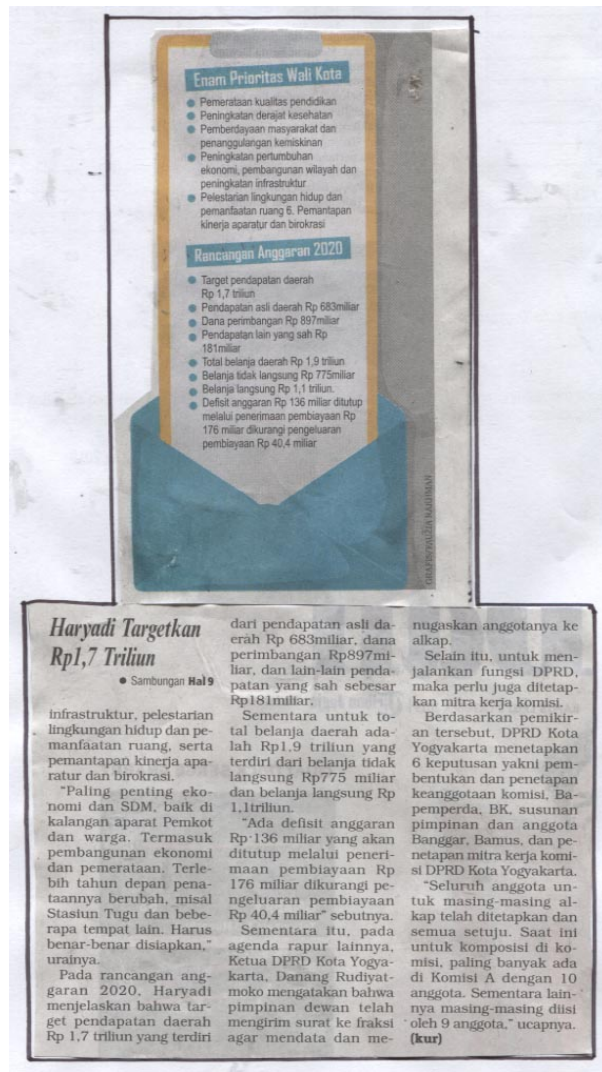 Enam Prioritas Wali Kota
Pemerataan kualitas pendidikan
Peningkatan derajat kesehatan
Pemberdayaan masyarakat dan
penanggulangan kemiskinan
Peningkatan pertumbuhan
ekonomi, pembangunan wilayah dan
peningkatan infrastruktur
Pelestarian lingkungan hidup dan
pemanfaatan ruang 6. Pemantapan
kinerja aparatur dan birokrasi
Rancangan Anggaran 2020
Target pendapatan daerah
Rp 1,7 triliun
Pendapatan asli daerah Rp 683miliar
Dana perimbangan Rp 897miliar
Pendapatan lain yang sah Rp
181miliar
Total belanja daerah Rp 1,9 triliun
Belanja tidak langsung Rp 775miliar
Belanja langsung Rp 1,1 triliun.
Defisit anggaran Rp 136 miliar ditutup
melalui penerimaan pembiayaan Rp
176 miliar dikurangi pengeluaran
pembiayaan Rp 40,4 miliar
Haryadi Targetkan
Rp1,7 Triliun
● Sambungan Hal 9
infrastruktur, pelestarian
lingkungan hidup dan pe-
manfaatan ruang, serta
pemantapan kinerja apa-
ratur dan birokrasi.
"Paling penting eko-
nomi dan SDM, baik di
kalangan aparat Pemkot
dan warga. Termasuk
pembangunan ekonomi
dan pemerataan. Terle-
bih tahun depan pena-
taannya berubah, misal
Stasiun Tugu dan bebe-
rapa tempat lain. Harus
benar-benar disiapkan,"
urainya.
Pada rancangan ang-
garan 2020, Haryadi
menjelaskan bahwa tar-
get pendapatan daerah
Rp 1,7 triliun yang terdiri
dari pendapatan asli da-
erah Rp 683miliar, dana
perimbangan Rp897mi-
liar, dan lain-lain penda-
patan yang sah sebesar
Rp181miliar.
Sementara untuk to-
tal belanja daerah ada-
lah Rp1,9 triliun yang
terdiri dari belanja tidak
langsung Rp775 miliar
dan belanja langsung Rp
1,1triliun.
"Ada defisit anggaran
Rp 136 miliar yang akan
ditutup melalui peneri-
maan pembiayaan Rp
176 miliar dikurangi pe-
ngeluaran pembiayaan
Rp 40,4 miliar" sebutnya.
Sementara itu, pada
agenda rapur lainnya,
Ketua DPRD Kota Yogya-
karta, Danang Rudiyat-
moko mengatakan bahwa
pimpinan dewan telah
mengirim surat ke fraksi
agar mendata dan me-
nugaskan anggotanya ke
alkap.
Selain itu, untuk men-
jalankan fungsi DPRD,
maka perlu juga ditetap-
kan mitra kerja komisi.
Berdasarkan pemikir-
an tersebut, DPRD Kota
Yogyakarta menetapkan
6 keputusan yakni pem-
bentukan dan penetapan
keanggotaan komisi, Ba-
pemperda, BK, susunan
pimpinan dan anggota
Banggar, Bamus, dan pe-
netapan mitra kerja komi-
si DPRD Kota Yogyakarta.
"Seluruh anggota un-
tuk masing-masing al-
kap telah ditetapkan dan
semua setuju. Saat ini
untuk komposisi di ko-
misi, paling banyak ada
di Komisi A dengan 10
anggota. Sementara lain-
nya masing-masing diisi
oleh 9 anggota," ucapnya.
(kur)